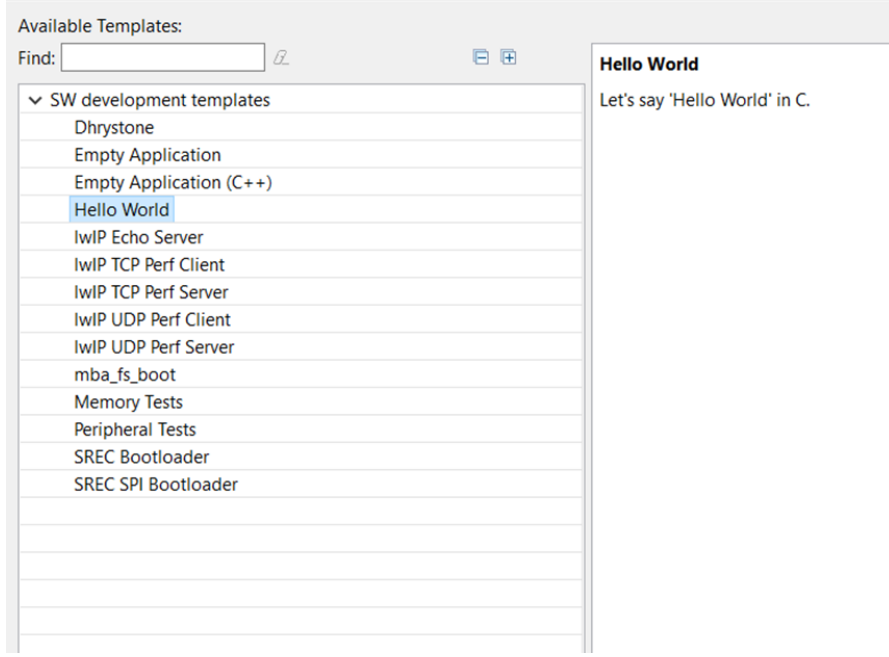 Available Templates:
Find:
SW development templates
Dhrystone
Empty Application
Empty Application (C++)
Hello World
lwIP Echo Server
lwIP TCP Perf Client
lwIP TCP Perf Server
lwIP UDP Perf Client
lwIP UDP Perf Server
mba_fs_boot
Memory Tests
Peripheral Tests
SREC Bootloader
SREC SPI Bootloader
Hello World
Let's say 'Hello World' in C.